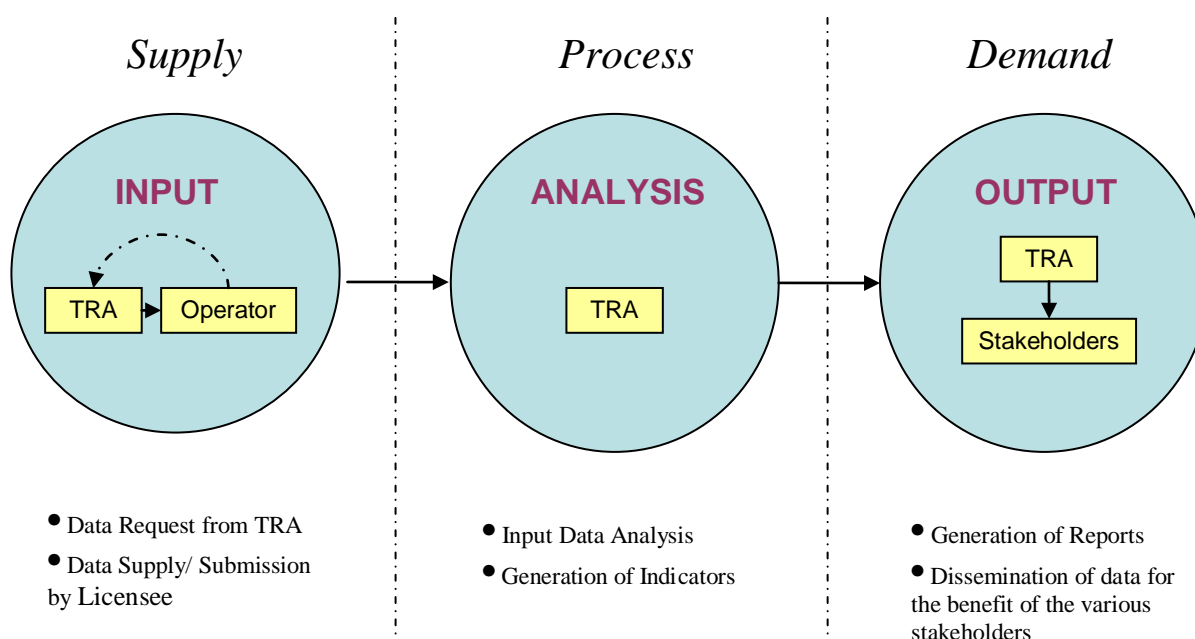 Supply
Process
Demand
INPUT
TRA
Operator
ANALYSIS
TRA
OUTPUT
TRA
Stakeholders
• Data Request from TRA
• Data Supply/ Submission
by Licensee
• Input Data Analysis
• Generation of Indicators
• Generation of Reports
• Dissemination of data for
the benefit of the various
stakeholders